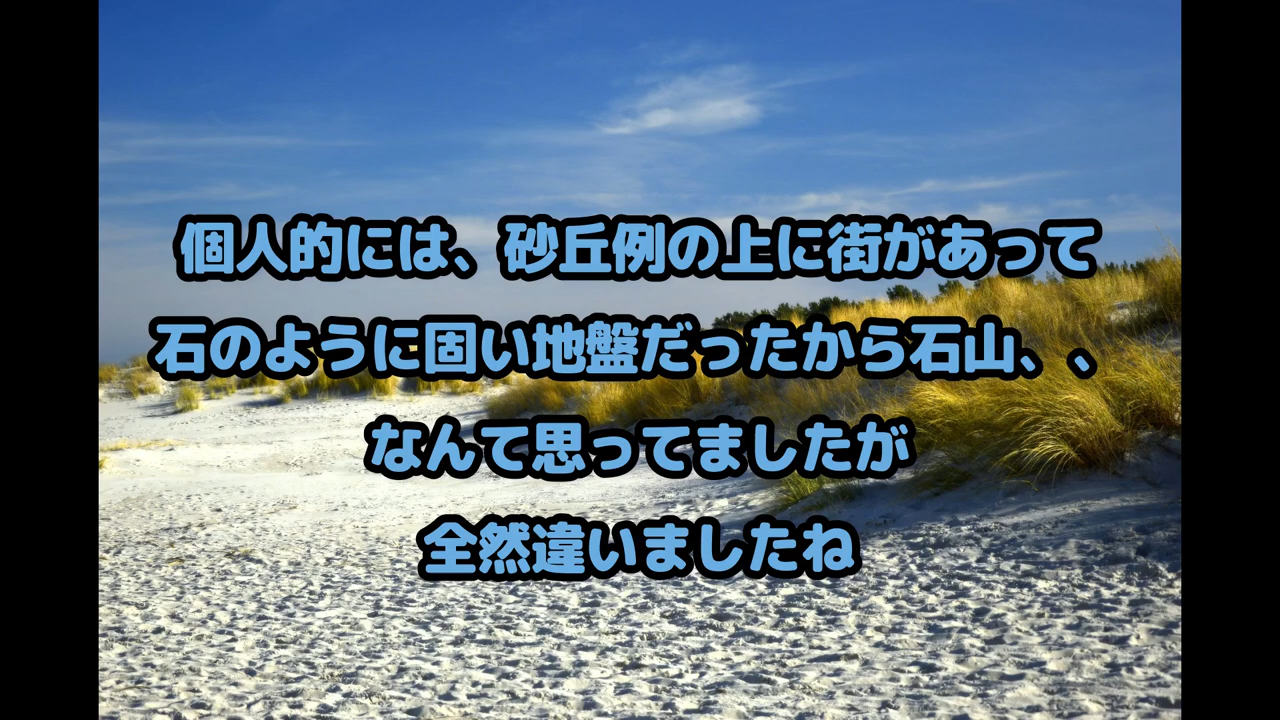 個人的には、砂丘例の上に街があって
石のように固い地盤だったから石山、、
なんて思ってましたが
全然違いましたね